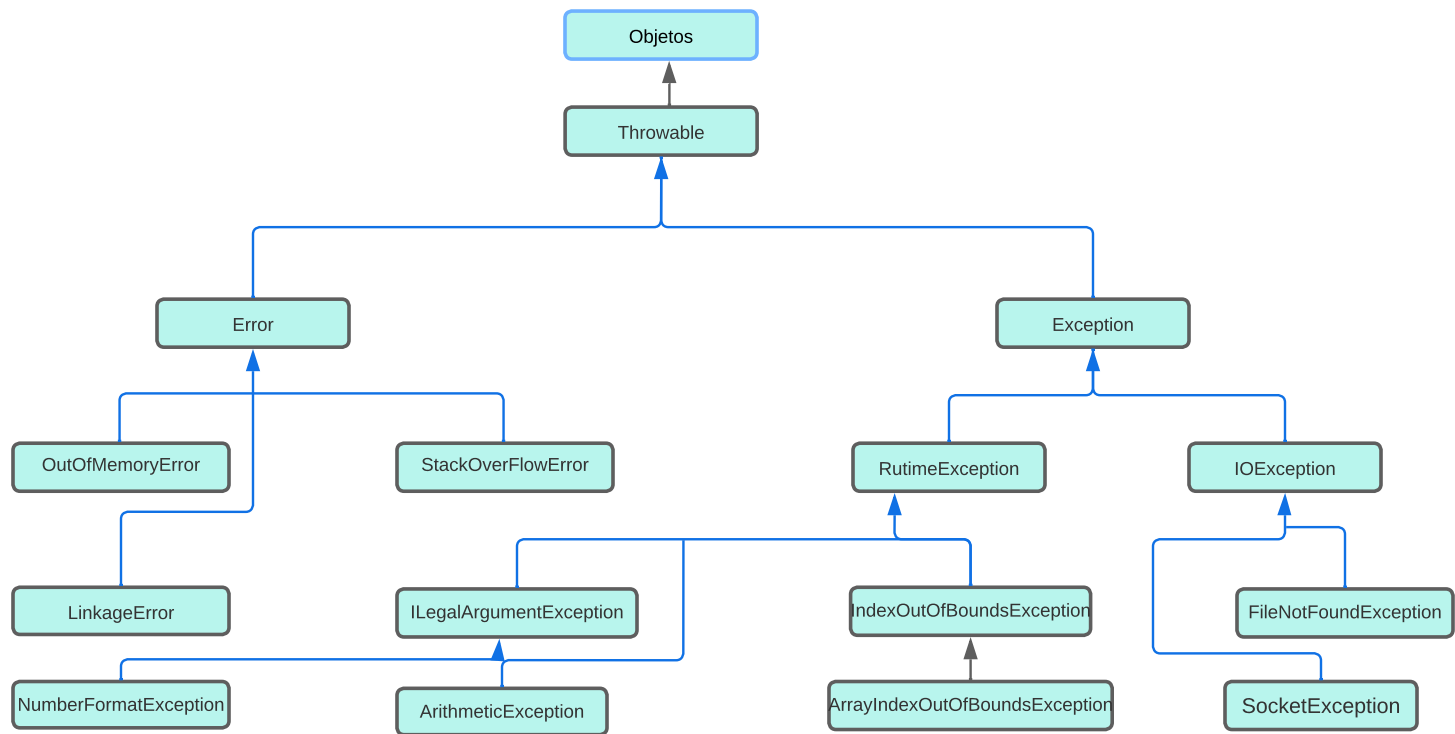 Objetos
Throwable
Error
Exception
OutOfMemoryError
StackOverFlowError
RutimeException
IOException
LinkageError
ILegalArgumentException
IndexOutOfBoundsException
FileNotFoundException
NumberFormatException
ArithmeticException
ArrayIndexOutOfBoundsException
SocketException